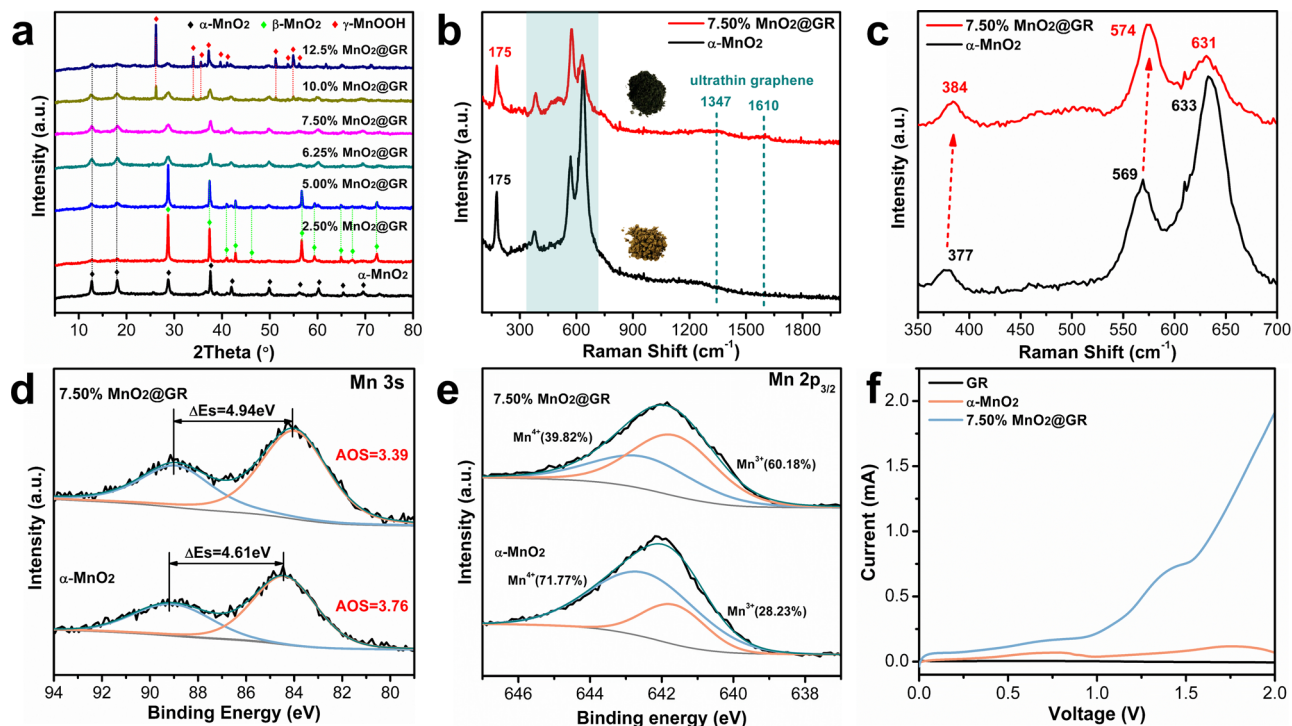 a
α-MnO2 β-MnO2 γ-MnOOH
12.5% MnO2@GR
10.0% MnO2@GR
7.50% MnO2@GR
6.25% MnO2@GR
5.00% MnO2@GR
2.50% MnO2@GR
α-MnO2
Intensity (a.u.)
5 10 20 30 40 50 60 70 80
2Theta (°)
b
7.50% MnO2@GR
α-MnO2
175
ultrathin graphene
1347 1610
175
Intensity (a.u.)
300 600 900 1200 1500 1800
Raman Shift (cm-1)
c
7.50% MnO2@GR
α-MnO2
574
631
384
633
569
377
Intensity (a.u.)
350 400 450 500 550 600 650 700
Raman Shift (cm-1)
d
Mn 3s
7.50% MnO2@GR
ΔEs=4.94eV
AOS=3.39
ΔEs=4.61eV
α-MnO2
AOS=3.76
Intensity (a.u.)
94 92 90 88 86 84 82 80
Binding Energy (eV)
e
Mn 2p3/2
7.50% MnO2@GR
Mn4+(39.82%)
Mn3+(60.18%)
α-MnO2
Mn4+(71.77%)
Mn3+(28.23%)
Intensity (a.u.)
646 644 642 640 638
Binding energy (eV)
f
GR
α-MnO2
7.50% MnO2@GR
2.0
1.5
1.0
0.5
0.0
Current (mA)
0.0 0.5 1.0 1.5 2.0
Voltage (V)